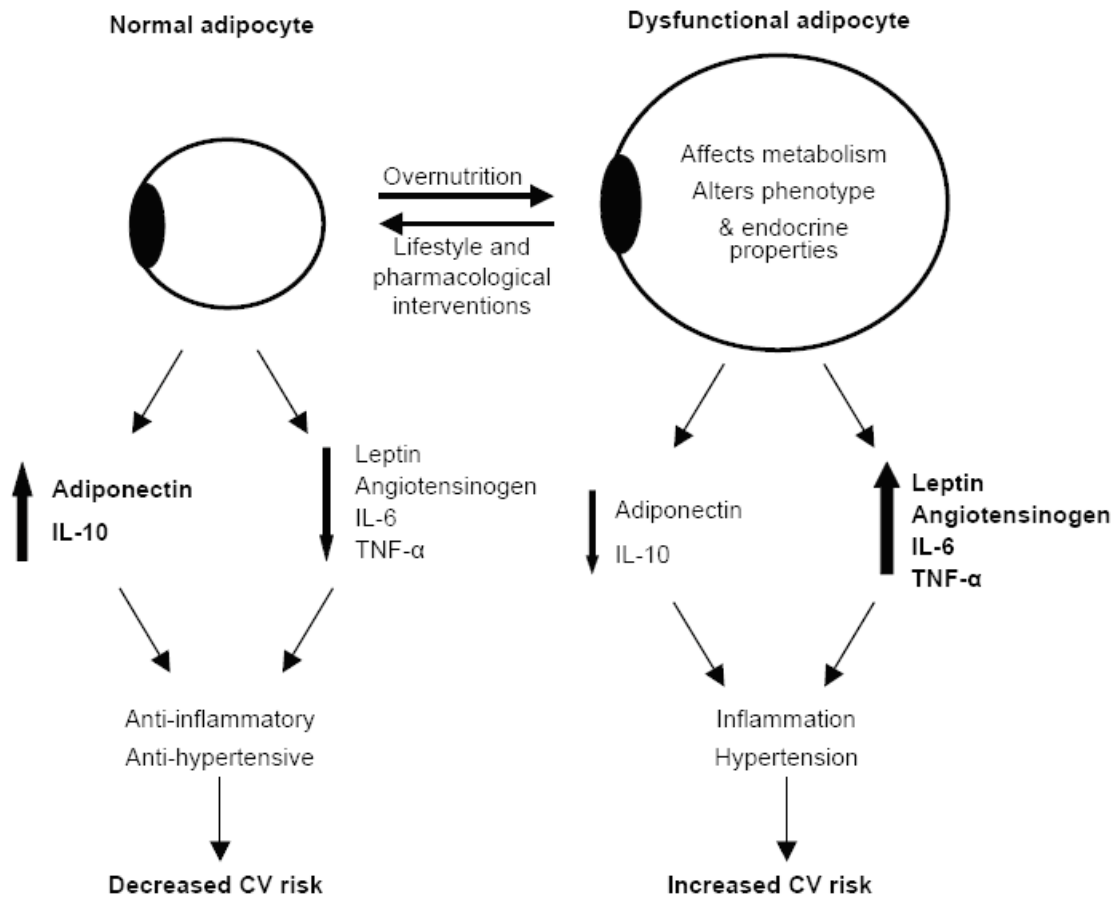 Normal adipocyte
Dysfunctional adipocyte
Overnutrition
Lifestyle and
pharmacological
interventions
Affects metabolism
Alters phenotype
& endocrine
properties
Adiponectin
IL-10
Leptin
Angiotensinogen
IL-6
TNF-α
Adiponectin
IL-10
Leptin
Angiotensinogen
IL-6
TNF-α
Anti-inflammatory
Anti-hypertensive
Inflammation
Hypertension
Decreased CV risk
Increased CV risk